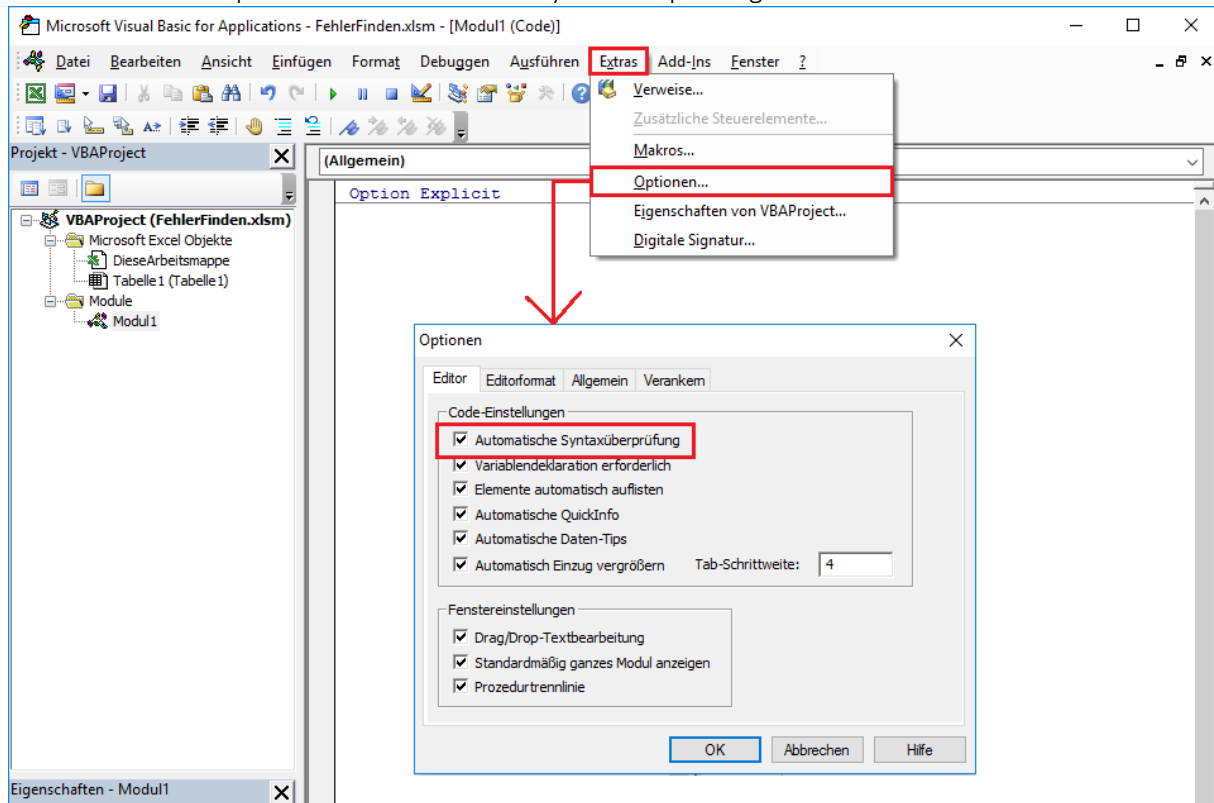 Microsoft Visual Basic for Applications - FehlerFinden.xlsm - [Modul1 (Code)]
Datei Bearbeiten Ansicht Einfügen Format Debuggen Ausführen Extras Add-Ins Fenster ?
Verweise...
Zusätzliche Steuerelemente...
Makros...
Optionen...
Eigenschaften von VBAProject...
Digitale Signatur...
Projekt - VBAProject
(Allgemein)
Option Explicit
VBAProject (FehlerFinden.xlsm)
Microsoft Excel Objekte
DieseArbeitsmappe
Tabelle1 (Tabelle1)
Module
Modul1
Optionen
Editor Editorformat Allgemein Verankern
Code-Einstellungen
Automatische Syntaxüberprüfung
Variablendeklaration erforderlich
Elemente automatisch auflisten
Automatische QuickInfo
Automatische Daten-Tips
Automatisch Einzug vergrößern Tab-Schrittweite: 4
Fenstereinstellungen
Drag/Drop-Textbearbeitung
Standardmäßig ganzes Modul anzeigen
Prozedurtrennlinie
OK Abbrechen Hilfe
Eigenschaften - Modul1